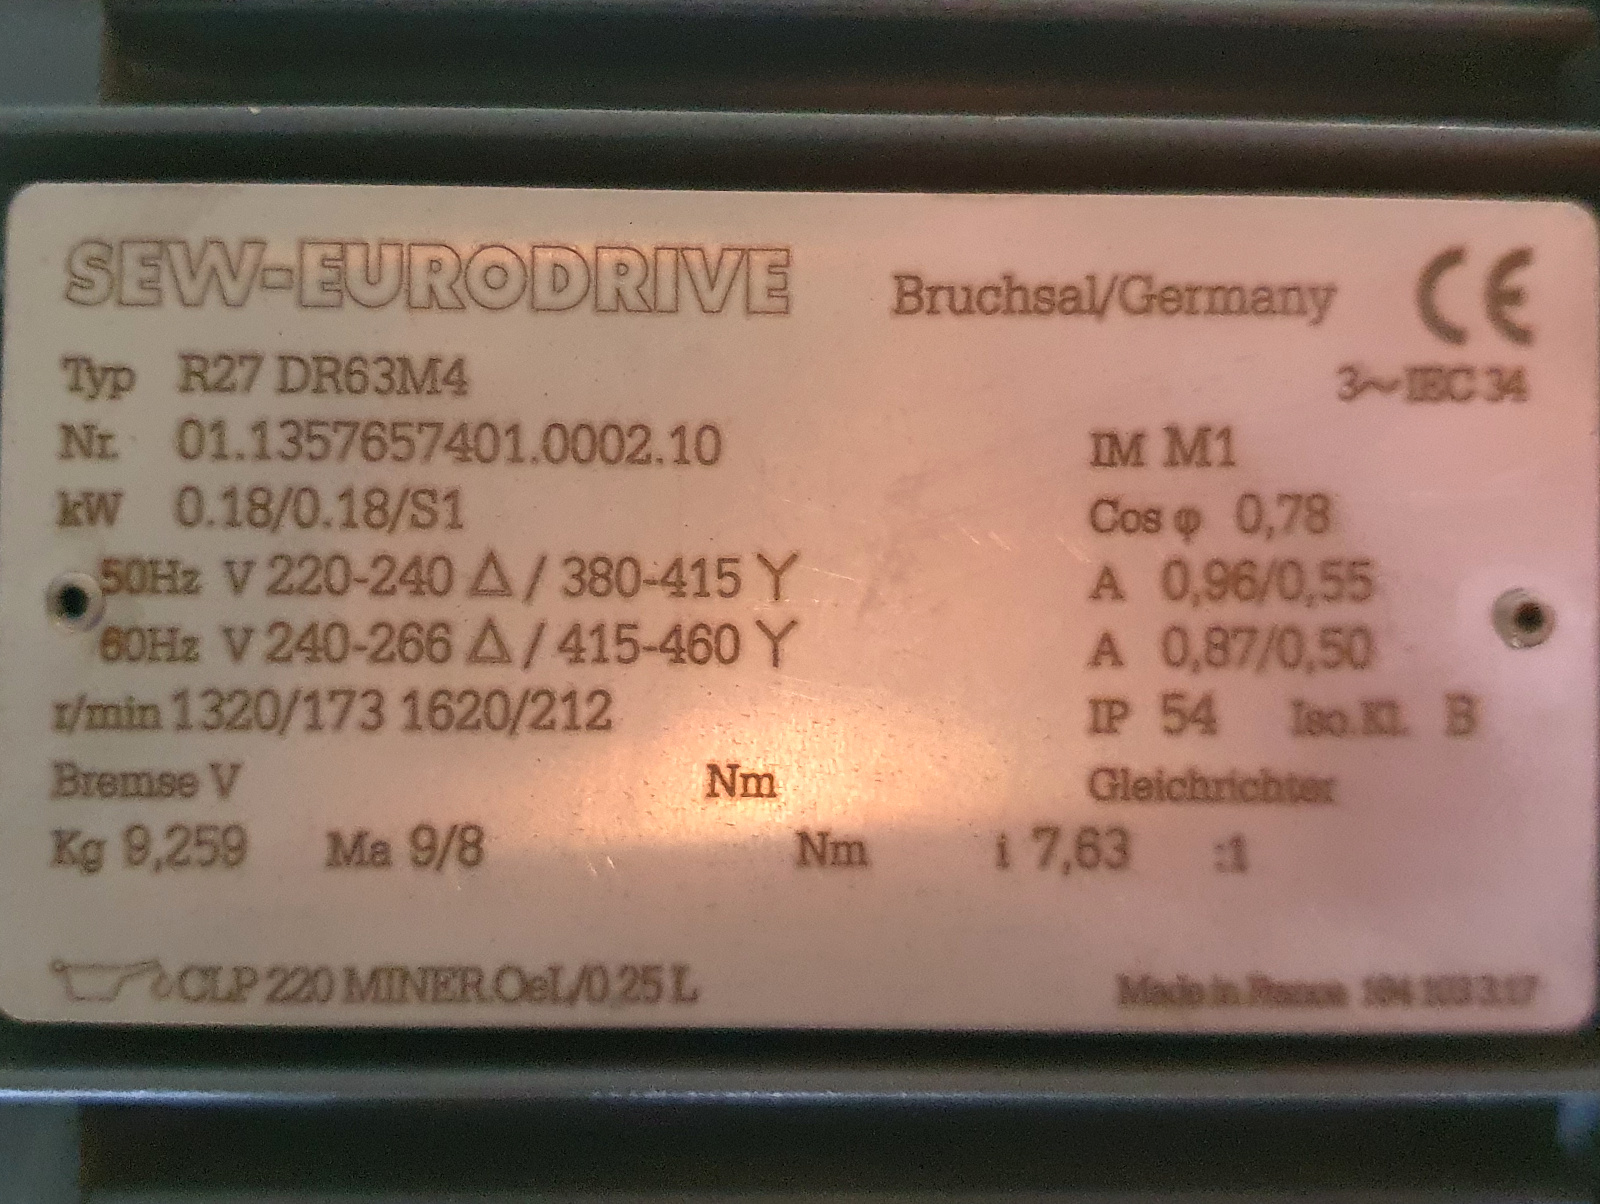 SEW-EURODRIVE Bruchsal/Germany CE
Typ R27 DR63M4 3~IEC 34
Nr. 01.1357657401.0002.10 IM M1
kW 0.18/0.18/S1 Cos φ 0,78
50Hz V 220-240 Δ / 380-415 Y A 0,96/0,55
60Hz V 240-266 Δ / 415-460 Y A 0,87/0,50
r/min 1320/173 1620/212 IP 54 Iso.Kl. B
Bremse V Nm Gleichrichter
Kg 9,259 Ma 9/8 Nm i 7,63 :1
CLP 220 MINER.Oel/0.25 L Made in France